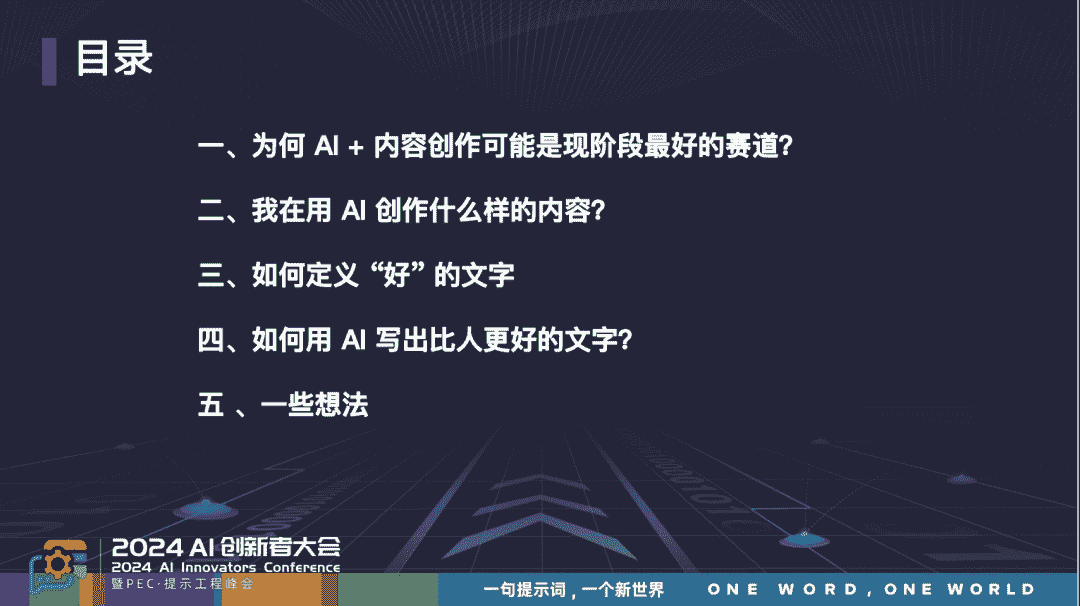 目录
一、为何 AI + 内容创作可能是现阶段最好的赛道?
二、我在用 AI 创作什么样的内容?
三、如何定义 “好” 的文字
四、如何用 AI 写出比人更好的文字?
五 、一些想法
2024 AI 创新者大会
2024 AI Innovators Conference
暨PEC·提示工程峰会
一句提示词 , 一个新世界
ONE WORD, ONE WORLD